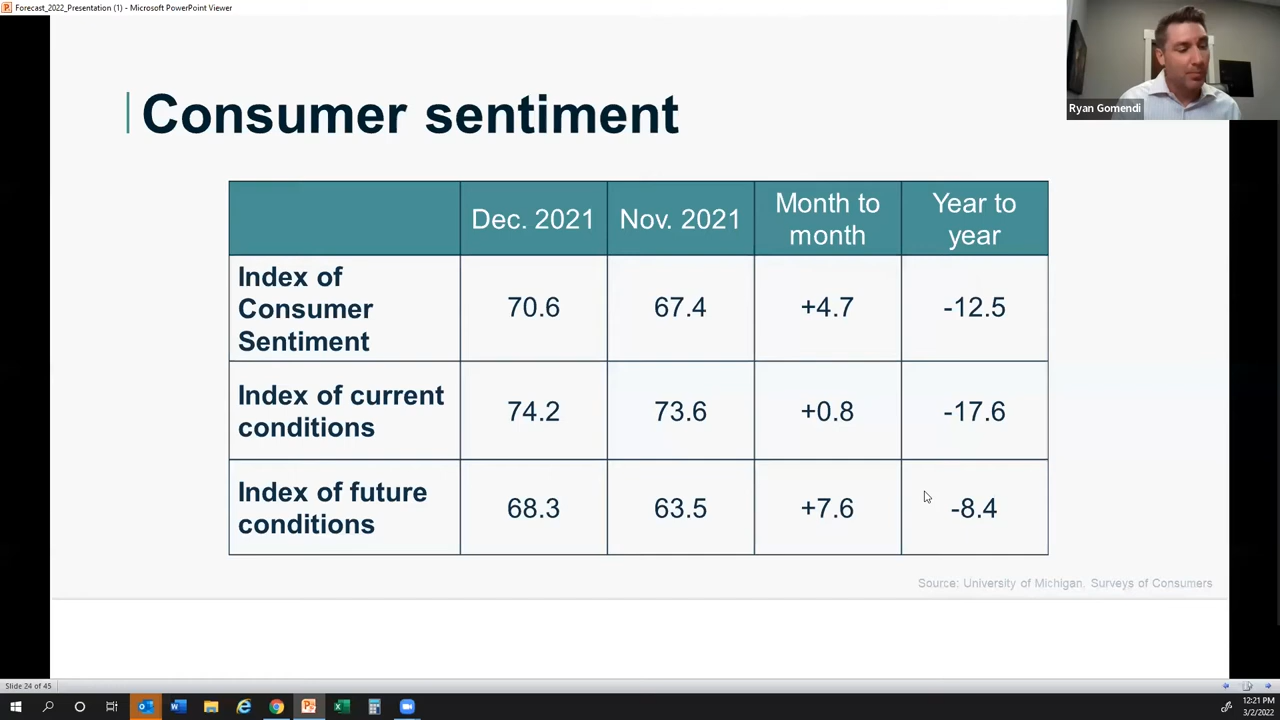 Forecast_2022_Presentation (1) - Microsoft PowerPoint Viewer
Ryan Gomendi
Consumer sentiment
Dec. 2021 Nov. 2021 Month to month Year to year
Index of Consumer Sentiment 70.6 67.4 +4.7 -12.5
Index of current conditions 74.2 73.6 +0.8 -17.6
Index of future conditions 68.3 63.5 +7.6 -8.4
Source: University of Michigan, Surveys of Consumers
Slide 24 of 45
12:21 PM
3/2/2022